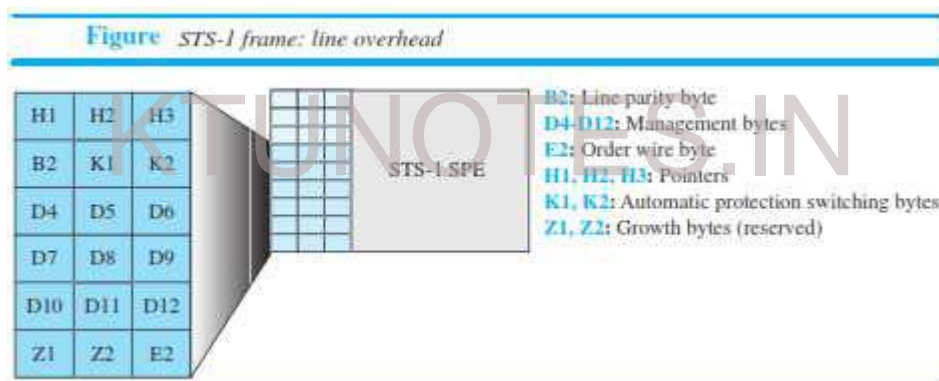 Figure STS-1 frame: line overhead
H1 H2 H3
B2 K1 K2
D4 D5 D6
D7 D8 D9
D10 D11 D12
Z1 Z2 E2
STS-1 SPE
B2: Line parity byte
D4-D12: Management bytes
E2: Order wire byte
H1, H2, H3: Pointers
K1, K2: Automatic protection switching bytes
Z1, Z2: Growth bytes (reserved)
KTUNOTES.IN